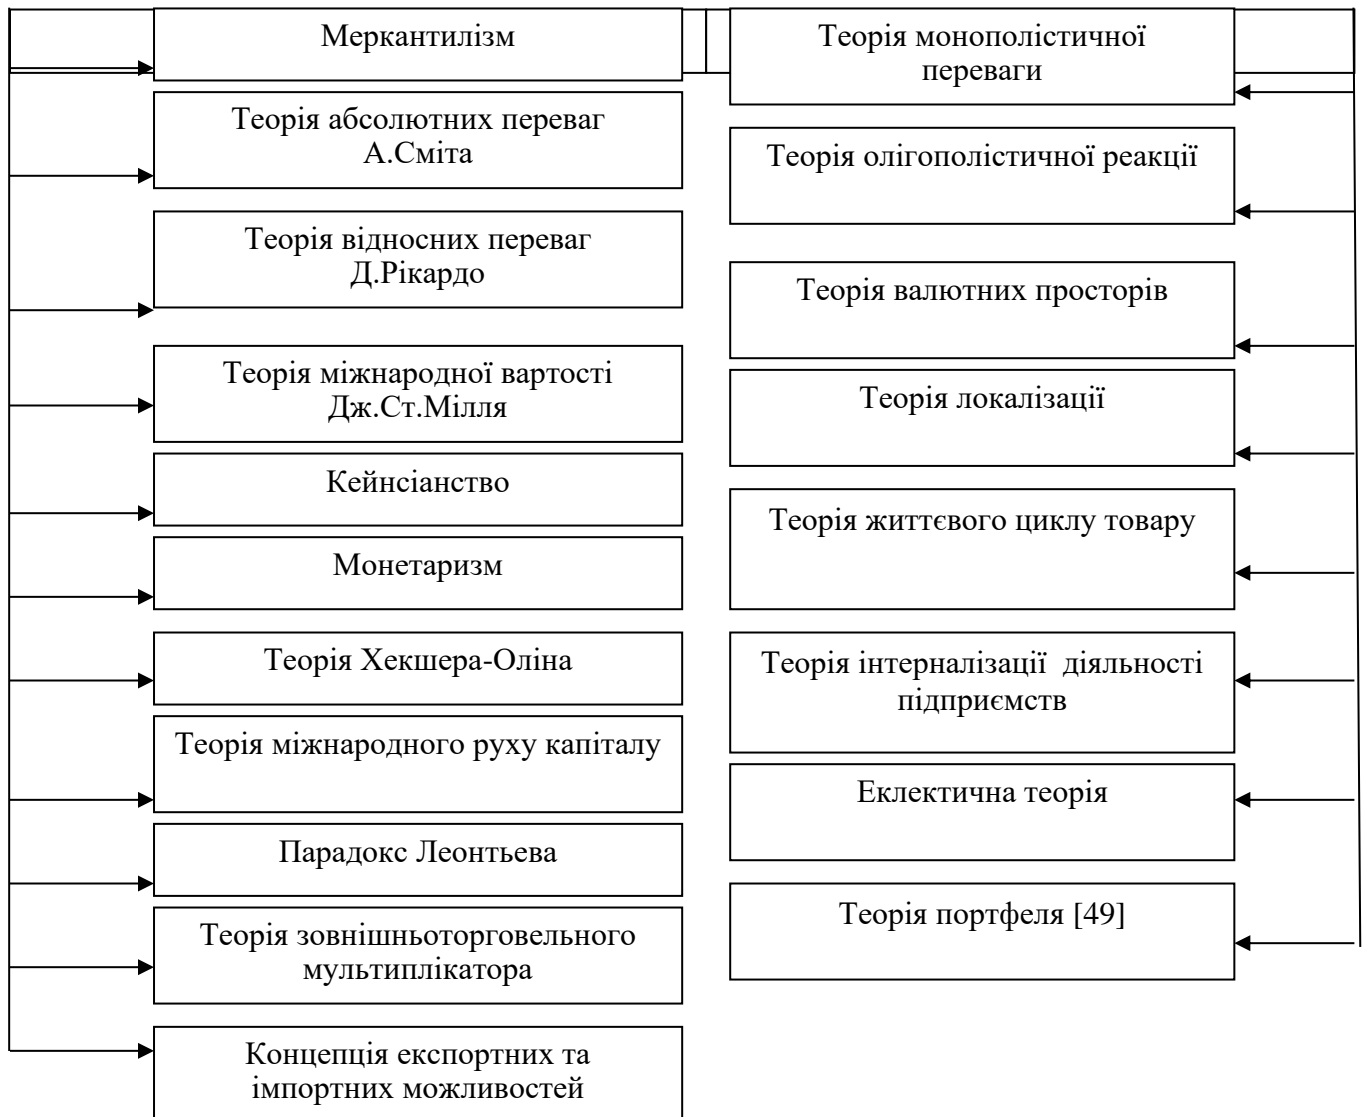 Меркантилізм
Теорія абсолютних переваг
А.Сміта
Теорія відносних переваг
Д.Рікардо
Теорія міжнародної вартості
Дж.Ст.Мілля
Кейнсіанство
Монетаризм
Теорія Хекшера-Оліна
Теорія міжнародного руху капіталу
Парадокс Леонтьева
Теорія зовнішньоторговельного
мультиплікатора
Концепція експортних та
імпортних можливостей
Теорія монополістичної
переваги
Теорія олігополістичної реакції
Теорія валютних просторів
Теорія локалізації
Теорія життєвого циклу товару
Теорія інтерналізації діяльності
підприємств
Еклектична теорія
Теорія портфеля [49]